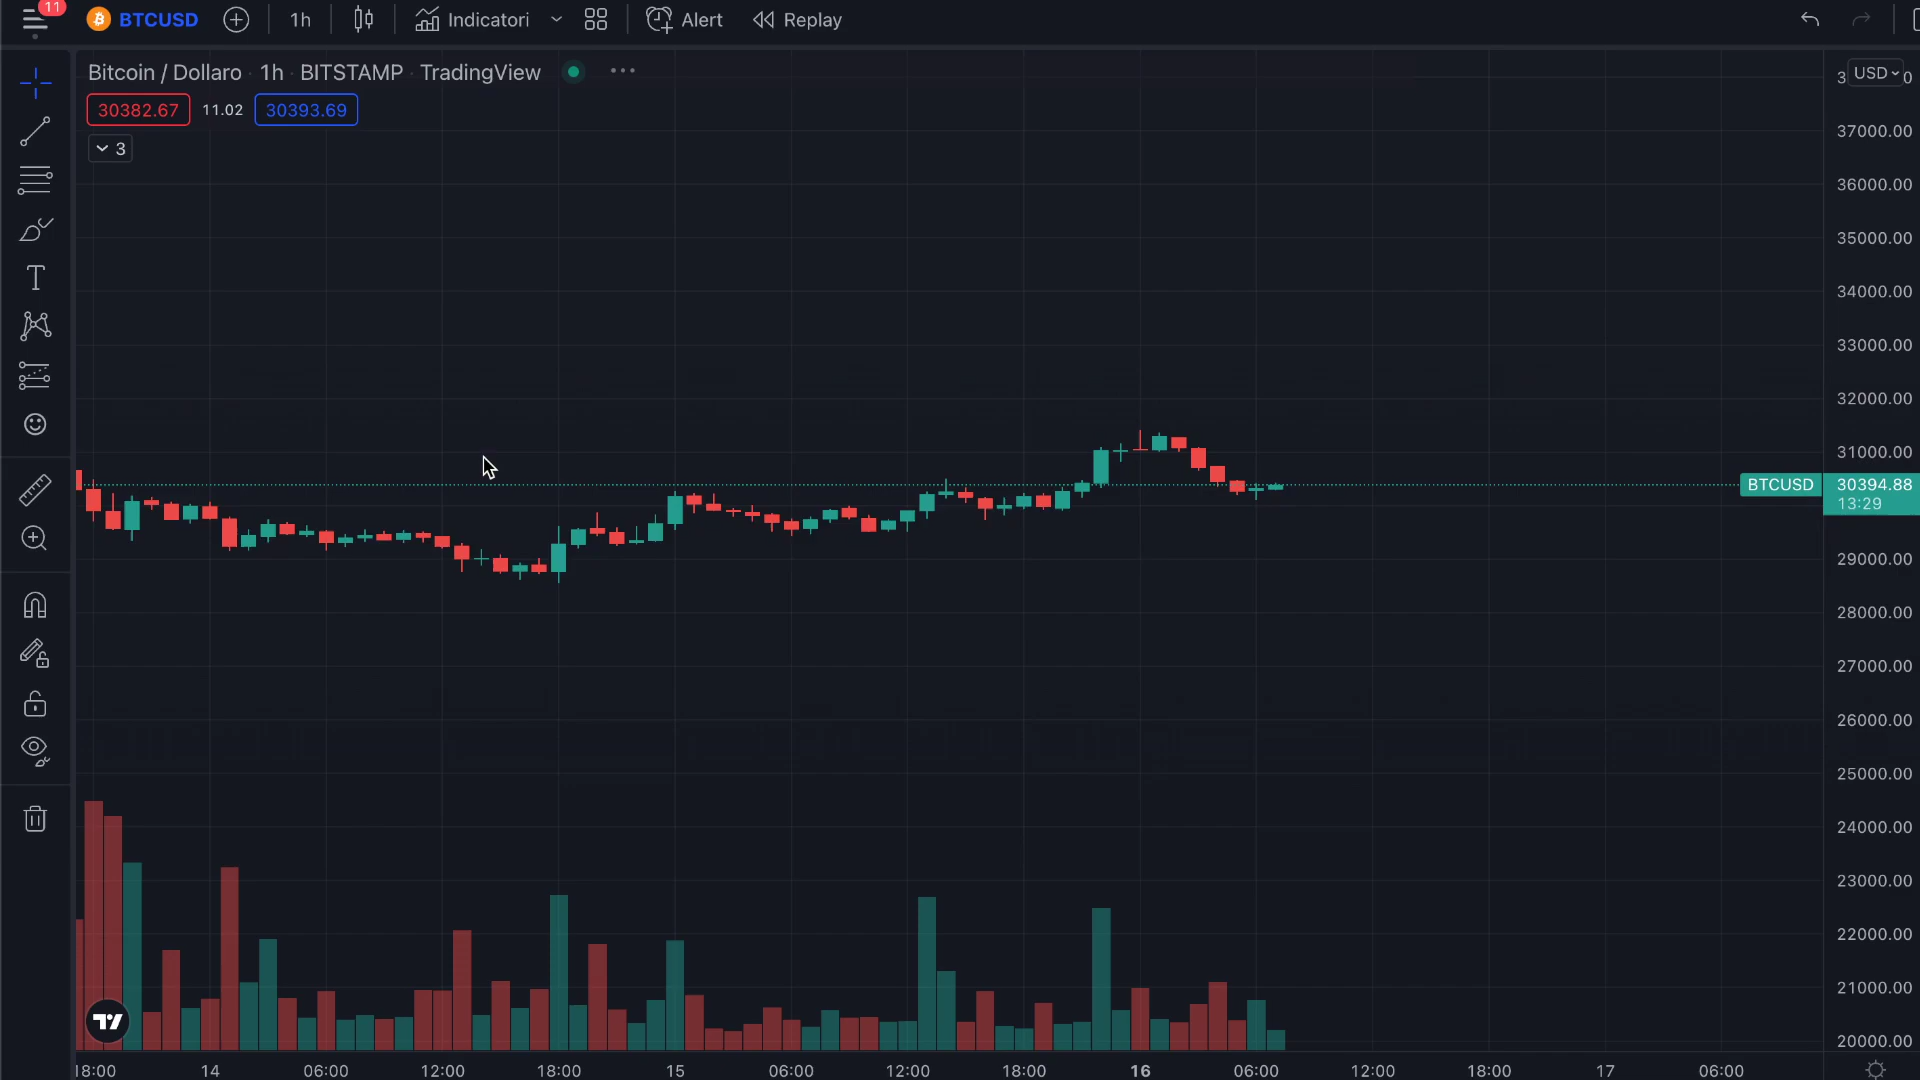 11
BTCUSD
1h
Indicatori
Alert
Replay
Bitcoin / Dollaro · 1h · BITSTAMP · TradingView
USD
30382.67 11.02 30393.69
3
37000.00
36000.00
35000.00
34000.00
33000.00
32000.00
31000.00
BTCUSD 30394.88
13:29
29000.00
28000.00
27000.00
26000.00
25000.00
24000.00
23000.00
22000.00
21000.00
20000.00
18:00 14 06:00 12:00 18:00 15 06:00 12:00 18:00 16 06:00 12:00 18:00 17 06:00